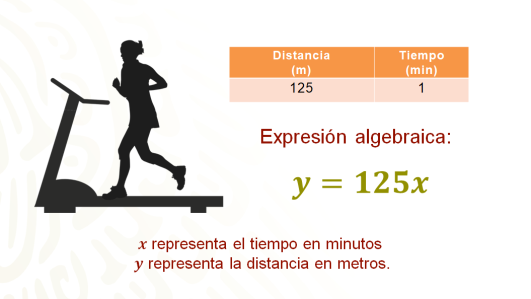 Distancia Tiempo
(m) (min)
125 1
Expresión algebraica:
y = 125x
x representa el tiempo en minutos
y representa la distancia en metros.